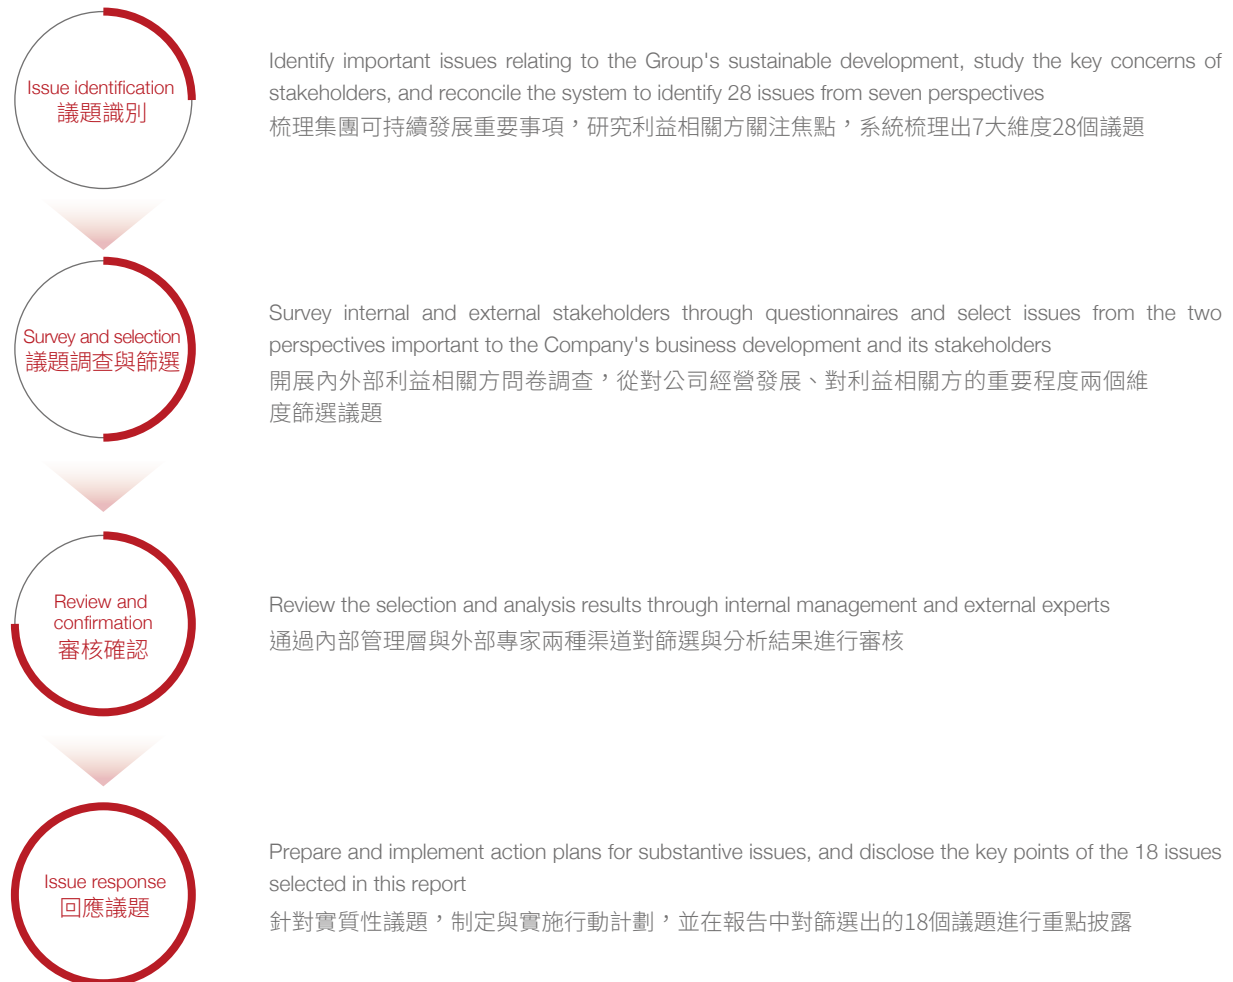 Issue identification
議題識別
Identify important issues relating to the Group's sustainable development, study the key concerns of
stakeholders, and reconcile the system to identify 28 issues from seven perspectives
梳理集團可持續發展重要事項，研究利益相關方關注焦點，系統梳理出7大維度28個議題
Survey and selection
議題調查與篩選
Survey internal and external stakeholders through questionnaires and select issues from the two
perspectives important to the Company's business development and its stakeholders
開展內外部利益相關方問卷調查，從對公司經營發展、對利益相關方的重要程度兩個維
度篩選議題
Review and
confirmation
審核確認
Review the selection and analysis results through internal management and external experts
通過內部管理層與外部專家兩種渠道對篩選與分析結果進行審核
Issue response
回應議題
Prepare and implement action plans for substantive issues, and disclose the key points of the 18 issues
selected in this report
針對實質性議題，制定與實施行動計劃，並在報告中對篩選出的18個議題進行重點披露